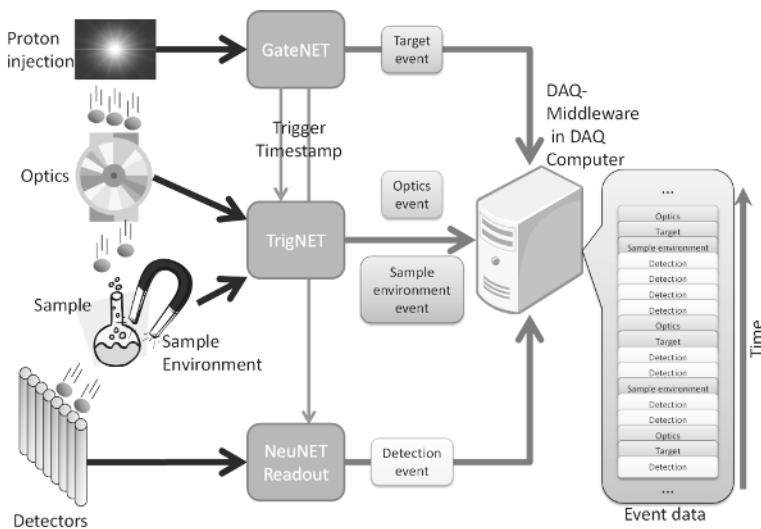 Proton
injection
GateNET
Target
event
Trigger
Timestamp
DAQ-
Middleware
in DAQ
Computer
Optics
Optics
event
TrigNET
Sample
environment
event
Sample
Sample
Environment
NeuNET
Readout
Detection
event
Detectors
...
Optics
Target
Sample environment
Detection
Detection
Detection
Detection
Optics
Target
Detection
Detection
Sample environment
Detection
Detection
Optics
Target
Detection
...
Time
Event data